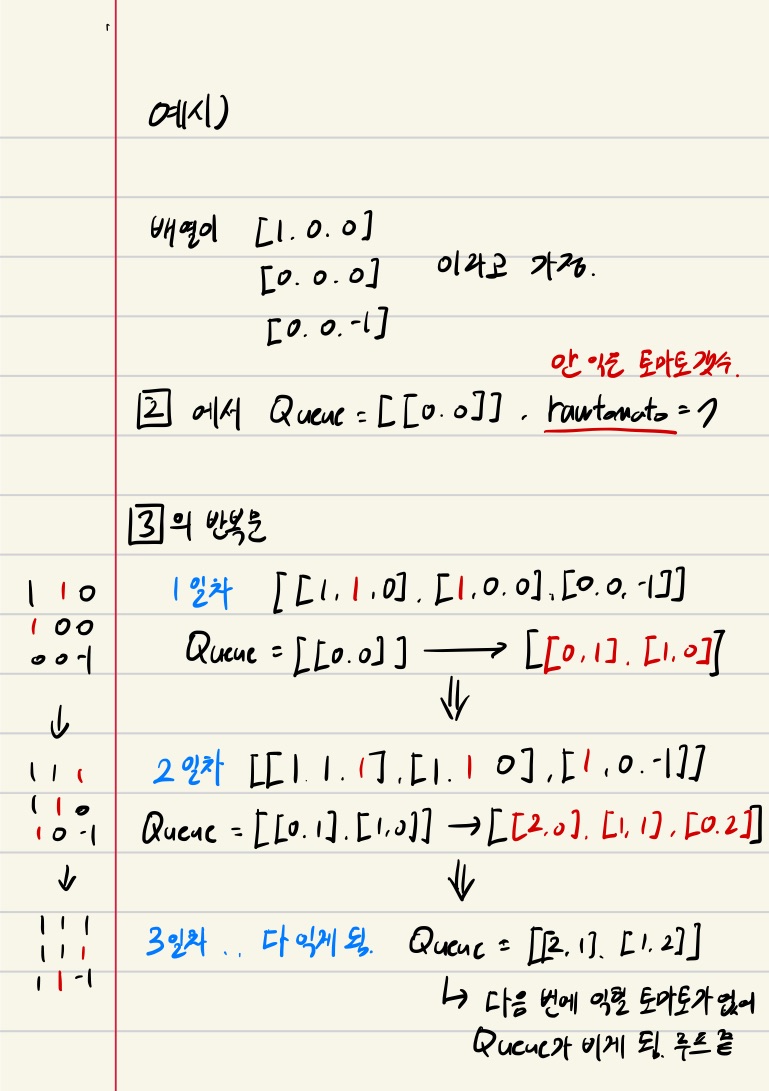 예시)
배열이 [1. 0. 0]
[0. 0. 0] 이라고 가정.
[0. 0. -1]
안 익은 토마토갯수.
2 에서 Queue = [[0. 0]]. rawtomato = 7
3 의 반복문
1 1 0
1 0 0
0 0 -1
↓
1 1 1
1 1 0
1 0 -1
↓
1 1 1
1 1 1
1 1 -1
1일차 [[1, 1, 0]. [1, 0. 0], [0. 0, -1]]
Queue = [[0. 0]] → [[0, 1]. [1, 0]]
⇓
2일차 [[1. 1. 1], [1. 1 0], [1, 0. -1]]
Queue = [[0. 1]. [1, 0]] → [[2, 0]. [1, 1], [0. 2]]
⇓
3일차 .. 다 익게 됨. Queue = [[2, 1]. [1, 2]]
↳ 다음 번에 익힐 토마토가 없어
Queue가 비게 됨. 루프 끝